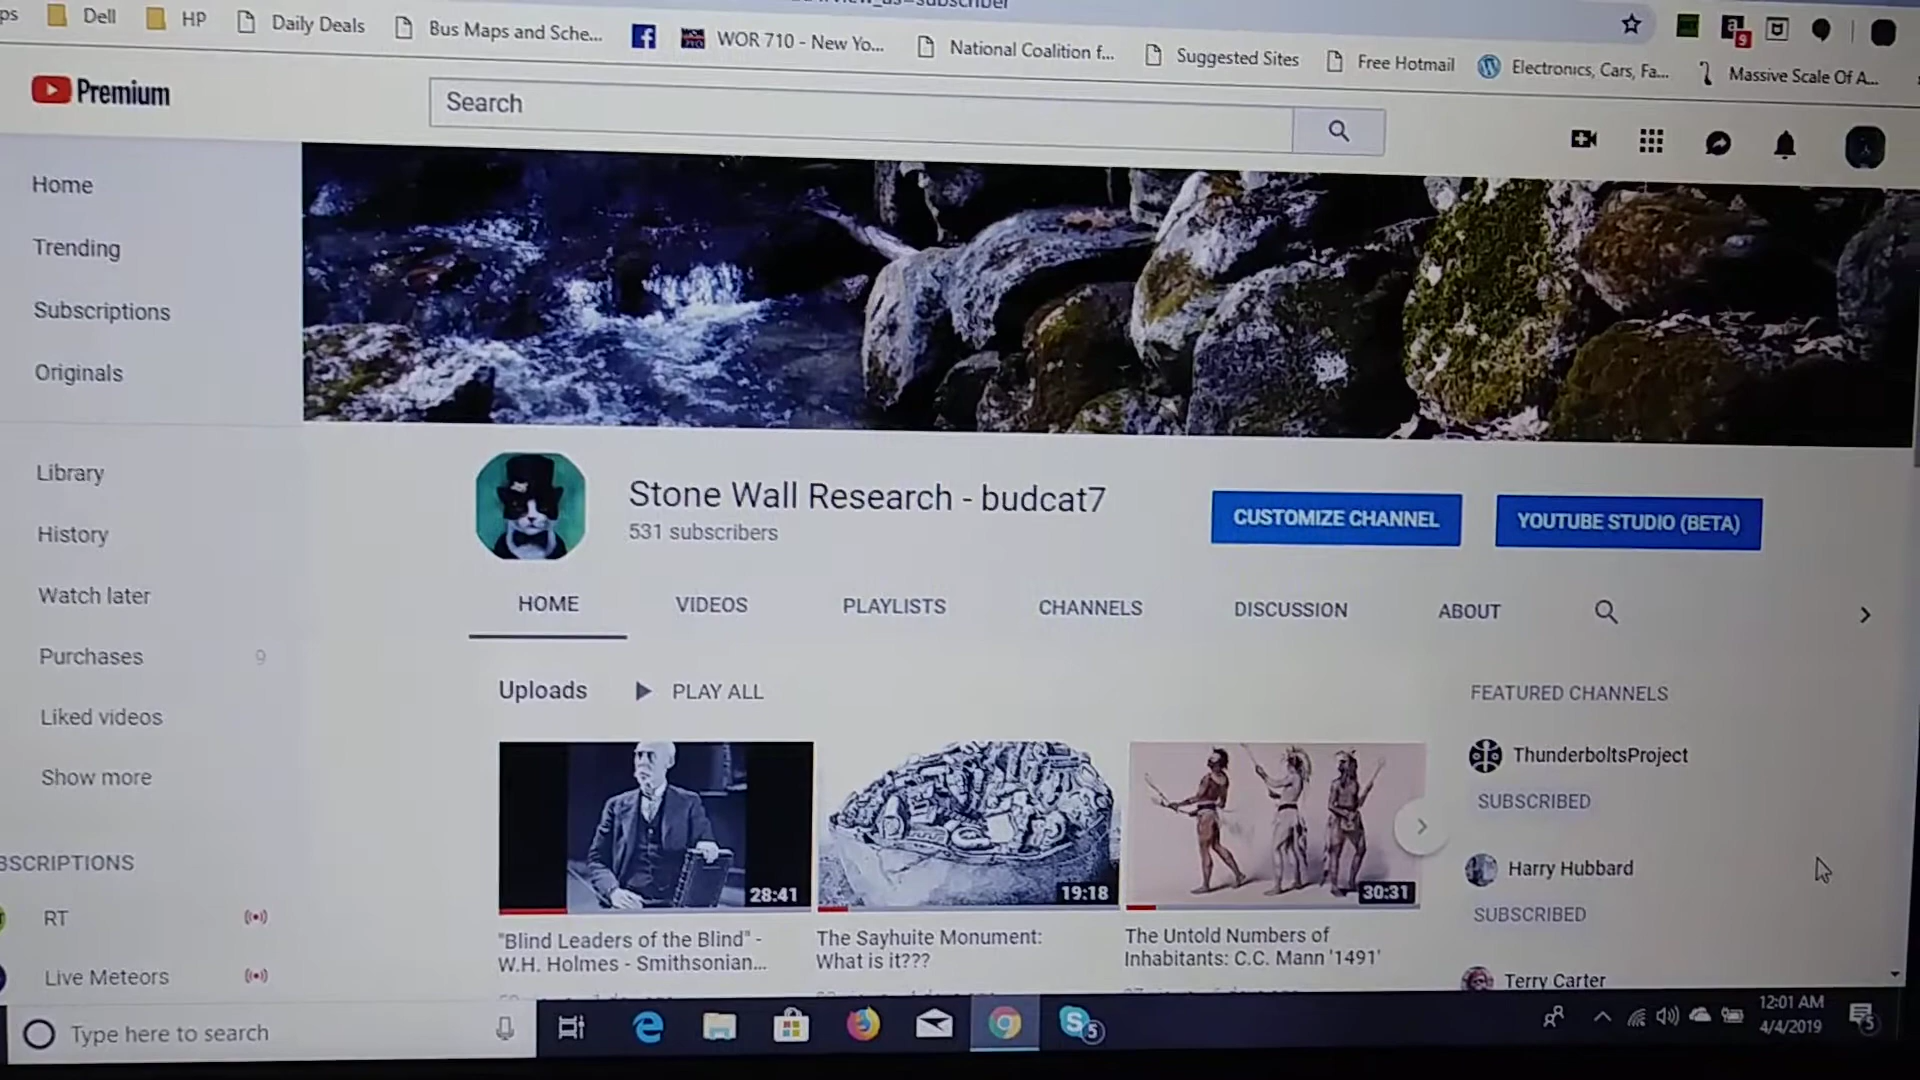 Dell
HP
Daily Deals
Bus Maps and Sche...
WOR 710 - New Yo...
National Coalition f...
Suggested Sites
Free Hotmail
Electronics, Cars, Fa...
Massive Scale Of A...
Premium
Search
Home
Trending
Subscriptions
Originals
Library
History
Watch later
Purchases 9
Liked videos
Show more
BSCRIPTIONS
RT
Live Meteors
Stone Wall Research - budcat7
531 subscribers
CUSTOMIZE CHANNEL
YOUTUBE STUDIO (BETA)
HOME
VIDEOS
PLAYLISTS
CHANNELS
DISCUSSION
ABOUT
Uploads
PLAY ALL
28:41
"Blind Leaders of the Blind" -
W.H. Holmes - Smithsonian...
19:18
The Sayhuite Monument:
What is it???
30:31
The Untold Numbers of
Inhabitants: C.C. Mann '1491'
FEATURED CHANNELS
ThunderboltsProject
SUBSCRIBED
Harry Hubbard
SUBSCRIBED
Terry Carter
Type here to search
5
12:01 AM
4/4/2019
5